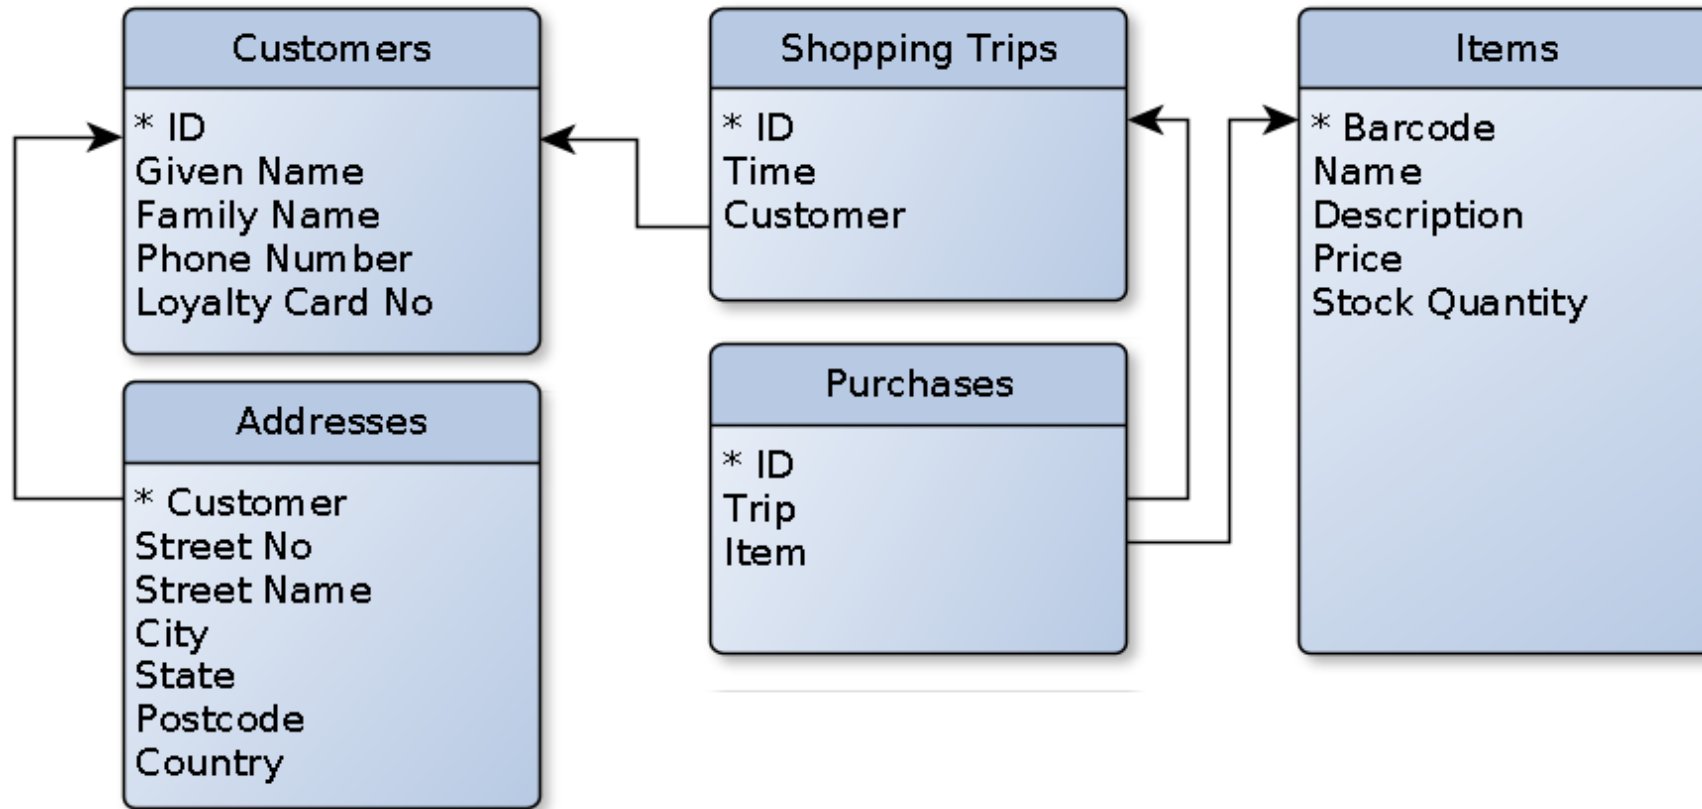 Customers
* ID
Given Name
Family Name
Phone Number
Loyalty Card No
Addresses
* Customer
Street No
Street Name
City
State
Postcode
Country
Shopping Trips
* ID
Time
Customer
Purchases
* ID
Trip
Item
Items
* Barcode
Name
Description
Price
Stock Quantity